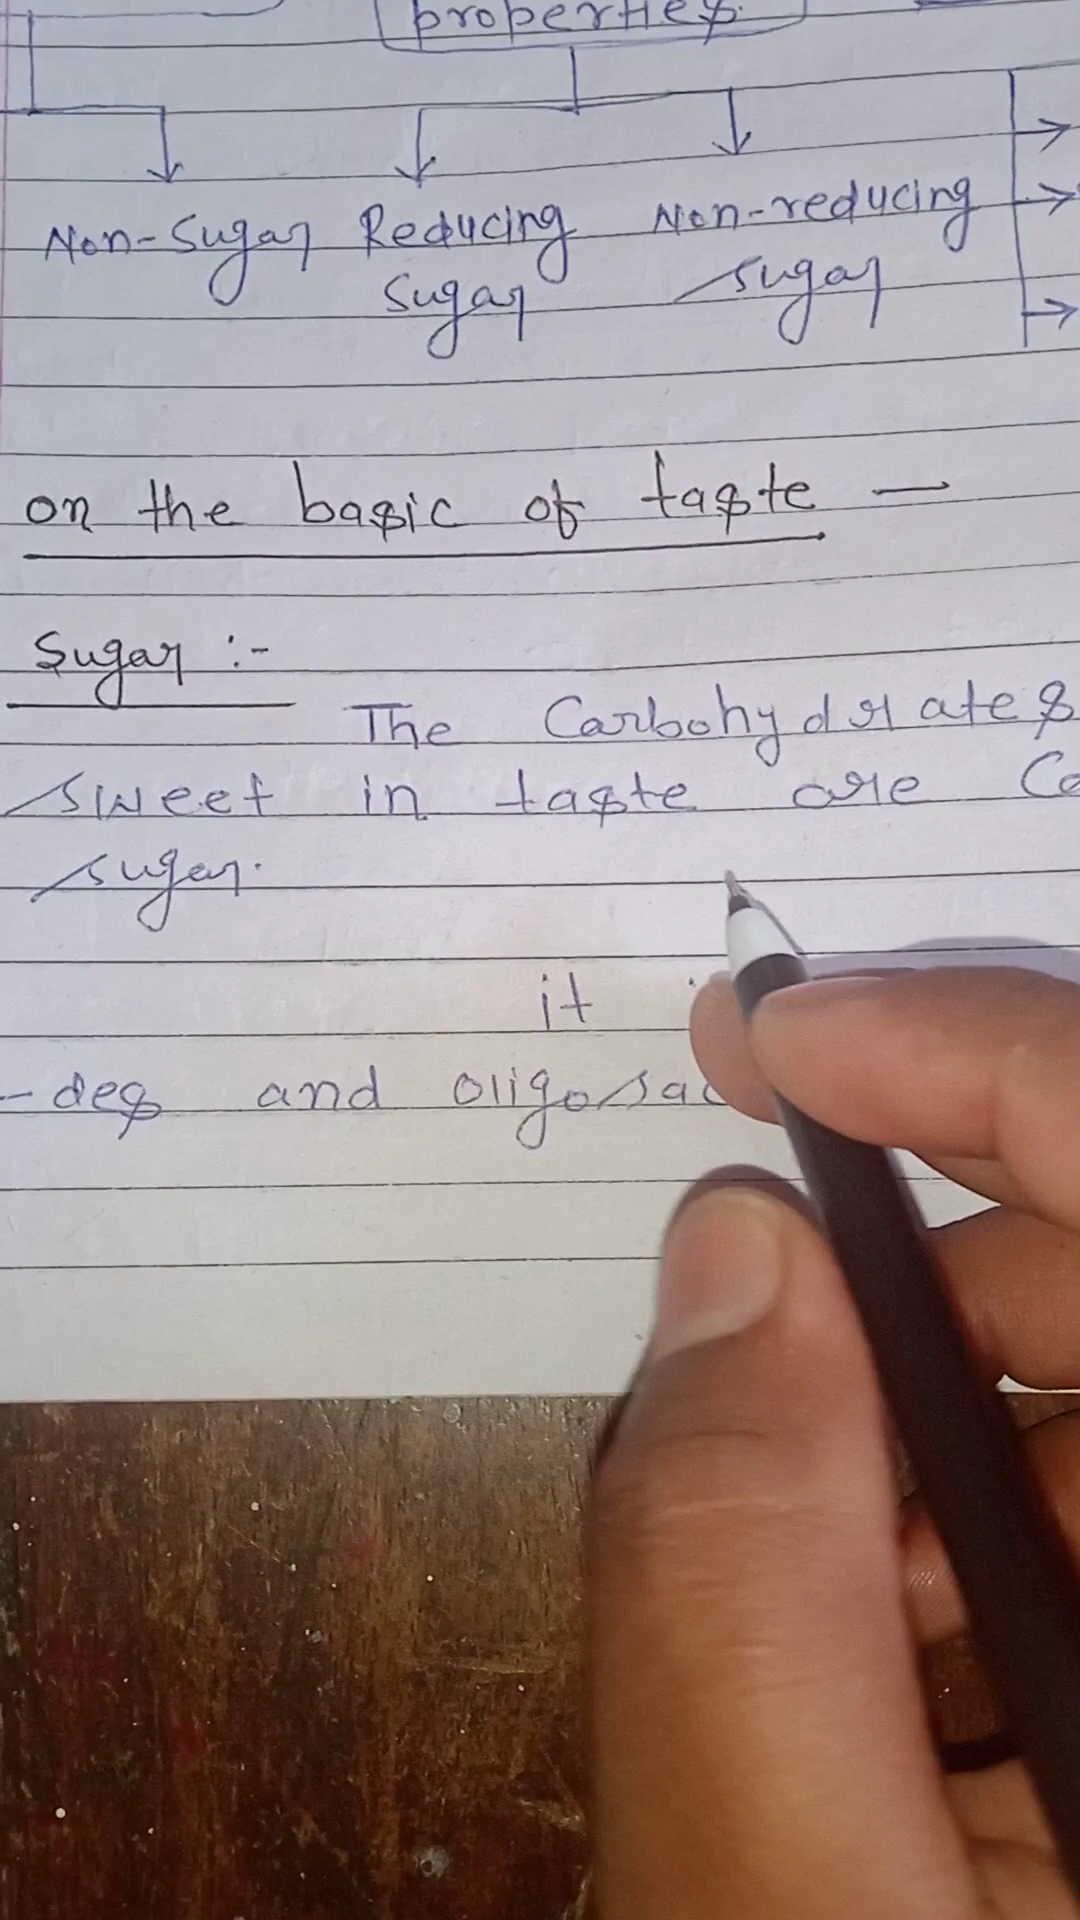 properties
Non-Sugar Reducing Non-reducing
Sugar sugar
on the basic of taste —
Sugar :-
The Carbohydrates
sweet in taste are
sugar.
it
-des and oligosac